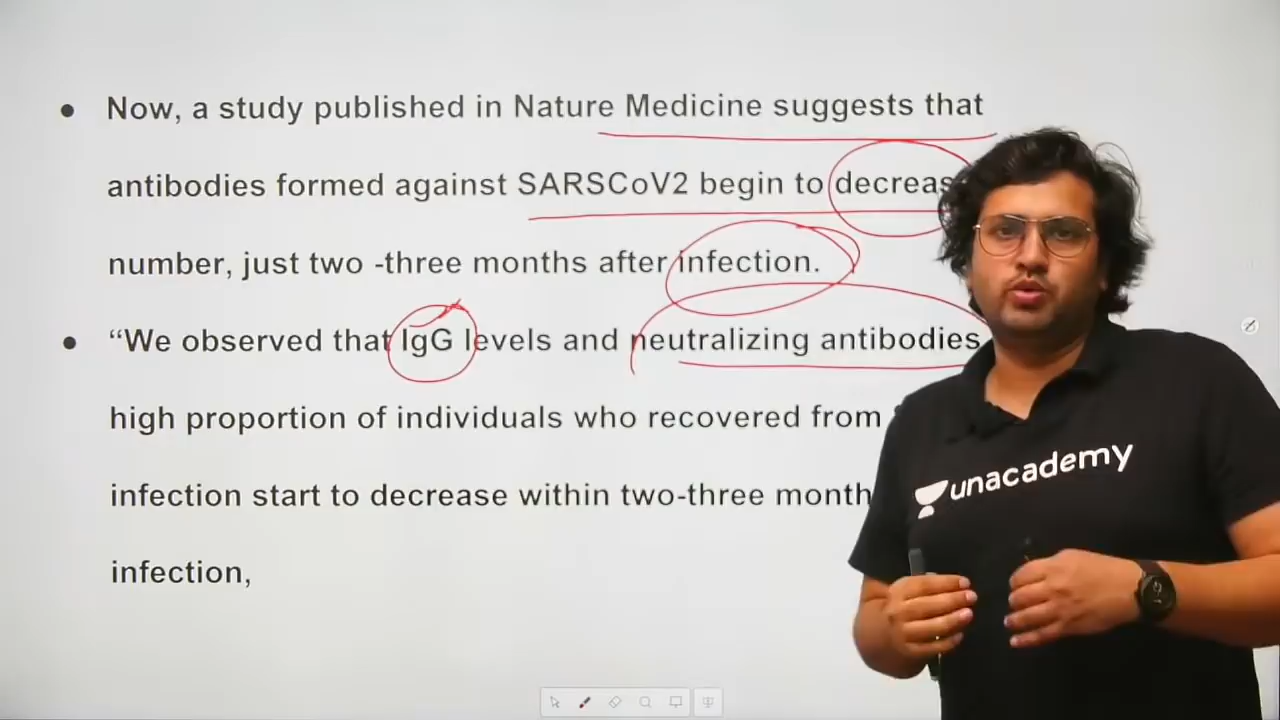 ● Now, a study published in Nature Medicine suggests that
antibodies formed against SARSCoV2 begin to
number, just two -three months after infection.
● “We observed that IgG levels and neutralizing antibodies
high proportion of individuals who recovered from
infection start to decrease within two-three month
infection,
unacademy